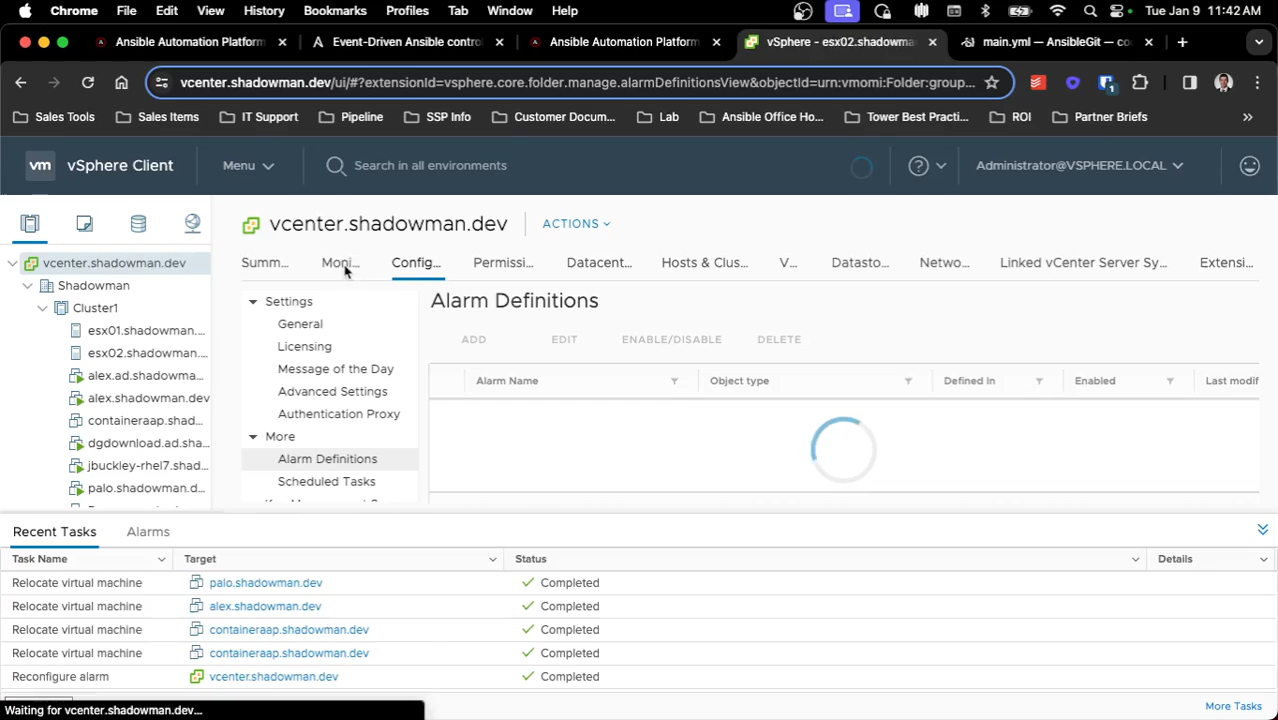 Chrome File Edit View History Bookmarks Profiles Tab Window Help Tue Jan 9 11:42 AM
Ansible Automation Platform Event-Driven Ansible contro Ansible Automation Platform vSphere - esx02.shadowman main.yml — AnsibleGit — co
vcenter.shadowman.dev/ui/#?extensionId=vsphere.core.folder.manage.alarmDefinitionsView&objectId=urn:vmomi:Folder:group... 1
Sales Tools Sales Items IT Support Pipeline SSP Info Customer Docum... Lab Ansible Office Ho... Tower Best Practi... ROI Partner Briefs »
vm vSphere Client Menu Search in all environments Administrator@VSPHERE.LOCAL
vcenter.shadowman.dev ACTIONS
Summ... Moni... Config... Permissi... Datacent... Hosts & Clus... V... Datasto... Netwo... Linked vCenter Server Sy... Extensi...
vcenter.shadowman.dev
Shadowman
Cluster1
esx01.shadowman....
esx02.shadowman....
alex.ad.shadowma...
alex.shadowman.dev
containeraap.shad...
dgdownload.ad.sha...
jbuckley-rhel7.shad...
palo.shadowman.d...
Settings
General
Licensing
Message of the Day
Advanced Settings
Authentication Proxy
More
Alarm Definitions
Scheduled Tasks
Alarm Definitions
ADD EDIT ENABLE/DISABLE DELETE
Alarm Name Object type Defined In Enabled Last modif
Recent Tasks Alarms
Task Name Target Status Details
Relocate virtual machine palo.shadowman.dev Completed
Relocate virtual machine alex.shadowman.dev Completed
Relocate virtual machine containeraap.shadowman.dev Completed
Relocate virtual machine containeraap.shadowman.dev Completed
Reconfigure alarm vcenter.shadowman.dev Completed
Waiting for vcenter.shadowman.dev... More Tasks